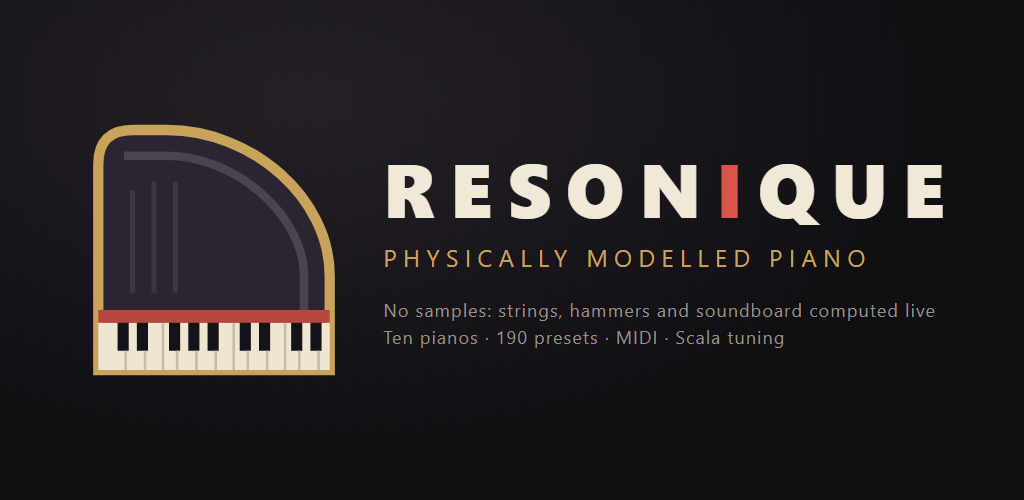 RESONIQUE
PHYSICALLY MODELLED PIANO
No samples: strings, hammers and soundboard computed live
Ten pianos · 190 presets · MIDI · Scala tuning